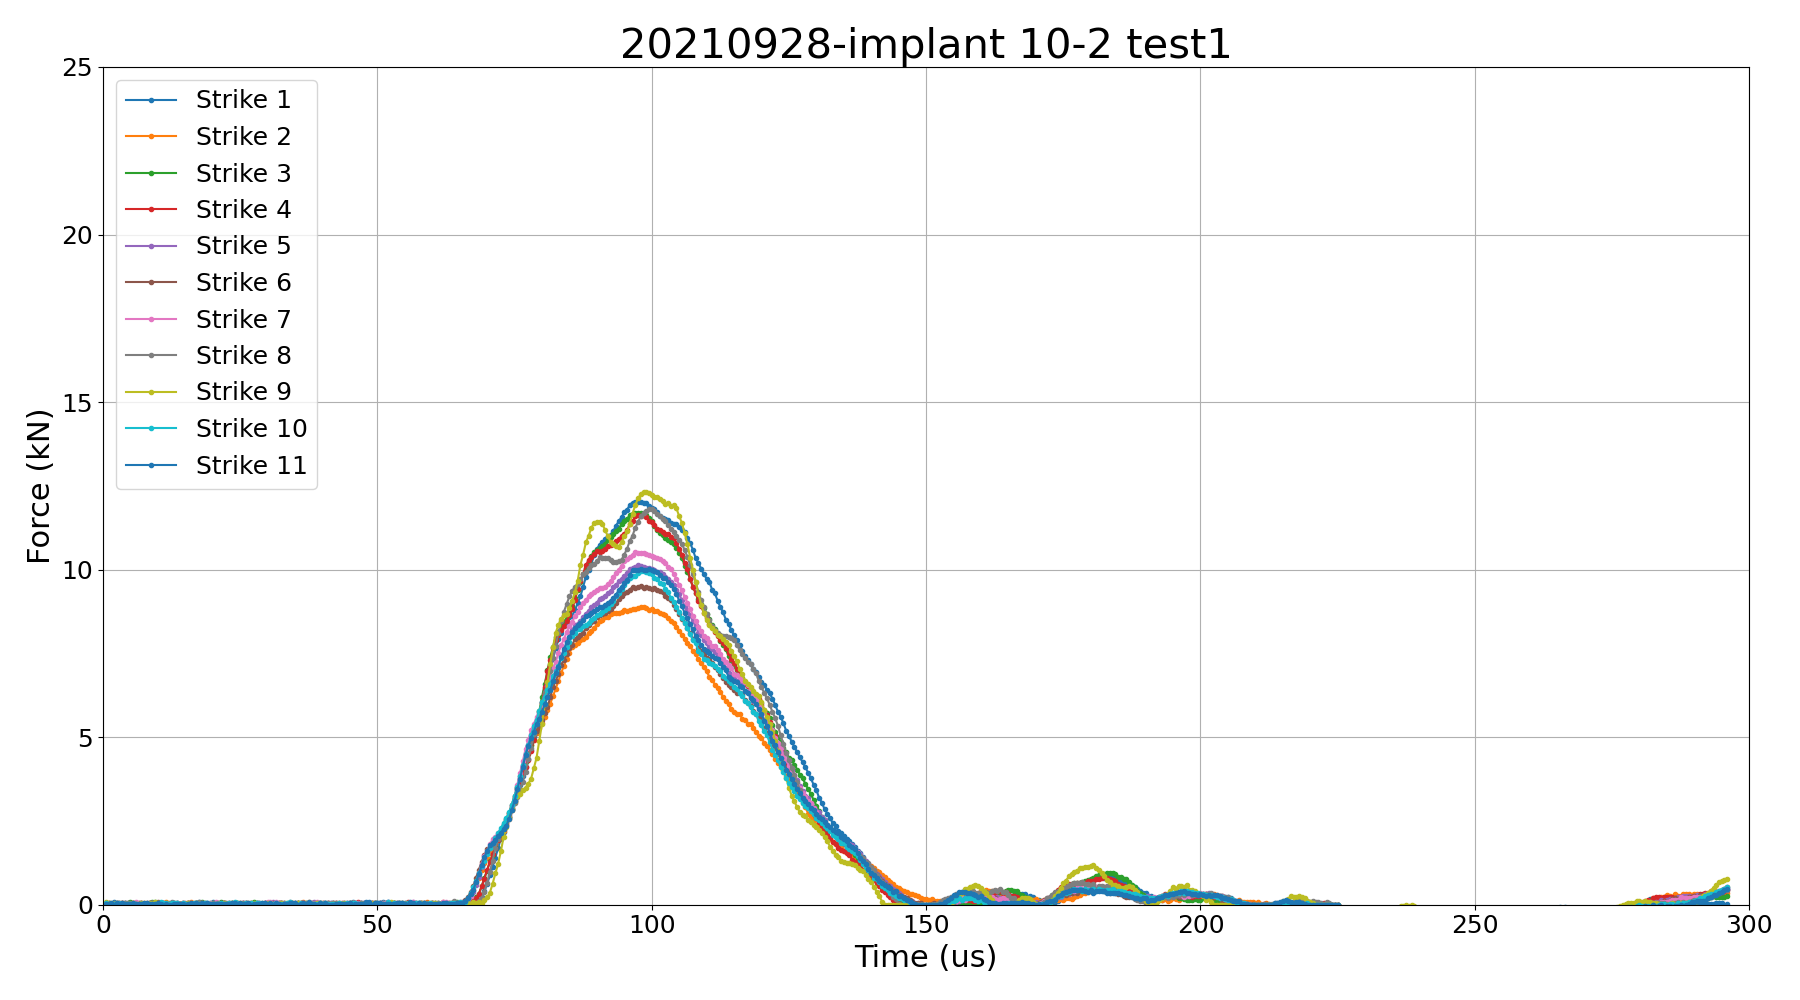 20210928-implant 10-2 test1
25
20
15
10
5
0
Force (kN)
Strike 1
Strike 2
Strike 3
Strike 4
Strike 5
Strike 6
Strike 7
Strike 8
Strike 9
Strike 10
Strike 11
0 50 100 150 200 250 300
Time (us)